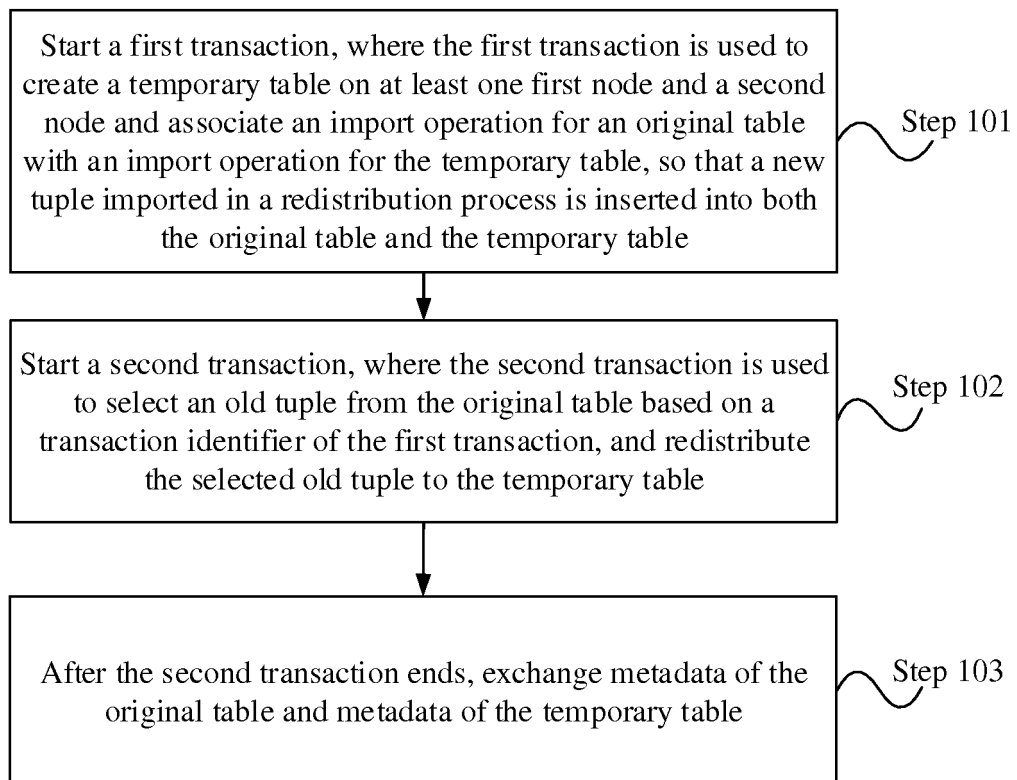 Start a first transaction, where the first transaction is used to
create a temporary table on at least one first node and a second
node and associate an import operation for an original table
with an import operation for the temporary table, so that a new
tuple imported in a redistribution process is inserted into both
the original table and the temporary table
Step 101
Start a second transaction, where the second transaction is used
to select an old tuple from the original table based on a
transaction identifier of the first transaction, and redistribute
the selected old tuple to the temporary table
Step 102
After the second transaction ends, exchange metadata of the
original table and metadata of the temporary table
Step 103